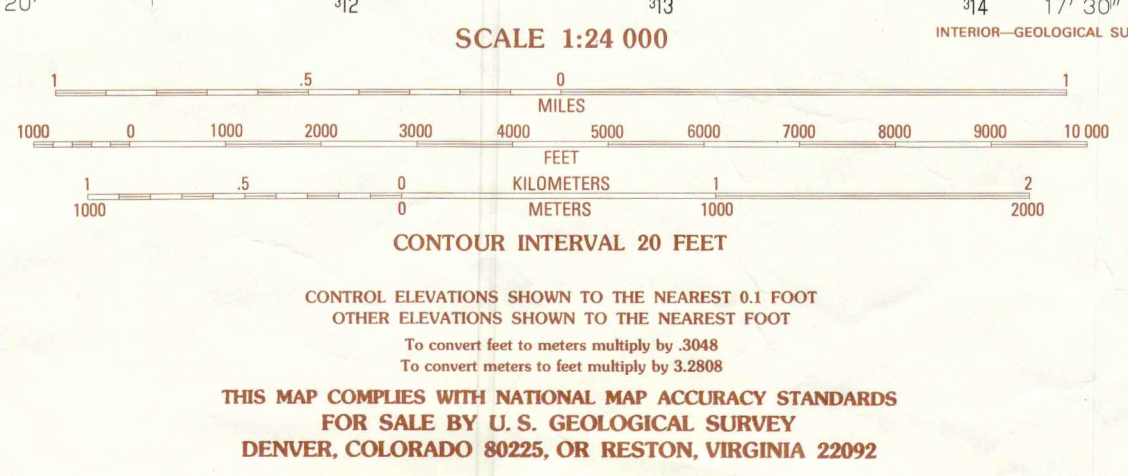 20' ³12 ³13 ³14 17' 30"
SCALE 1:24 000
INTERIOR—GEOLOGICAL SU
1 .5 0 1
MILES
1000 0 1000 2000 3000 4000 5000 6000 7000 8000 9000 10 000
FEET
1 .5 0 KILOMETERS 1 2
1000 0 METERS 1000 2000
CONTOUR INTERVAL 20 FEET
CONTROL ELEVATIONS SHOWN TO THE NEAREST 0.1 FOOT
OTHER ELEVATIONS SHOWN TO THE NEAREST FOOT
To convert feet to meters multiply by .3048
To convert meters to feet multiply by 3.2808
THIS MAP COMPLIES WITH NATIONAL MAP ACCURACY STANDARDS
FOR SALE BY U. S. GEOLOGICAL SURVEY
DENVER, COLORADO 80225, OR RESTON, VIRGINIA 22092